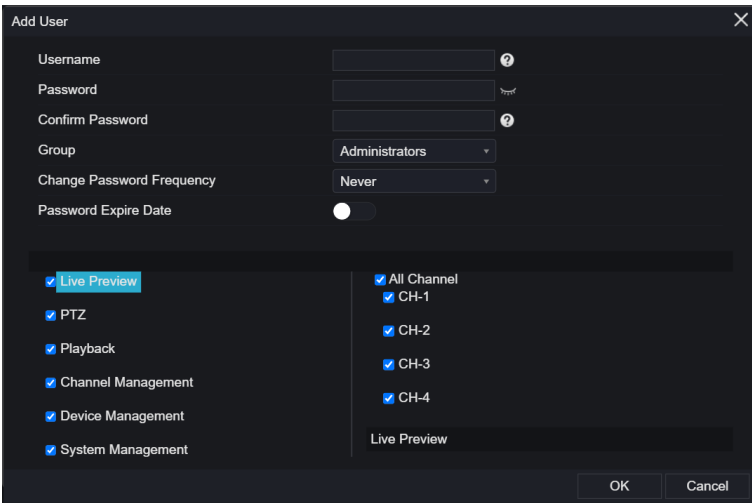 Add User
Username
Password
Confirm Password
Group
Administrators
Change Password Frequency
Never
Password Expire Date
Live Preview
PTZ
Playback
Channel Management
Device Management
System Management
All Channel
CH-1
CH-2
CH-3
CH-4
Live Preview
OK
Cancel